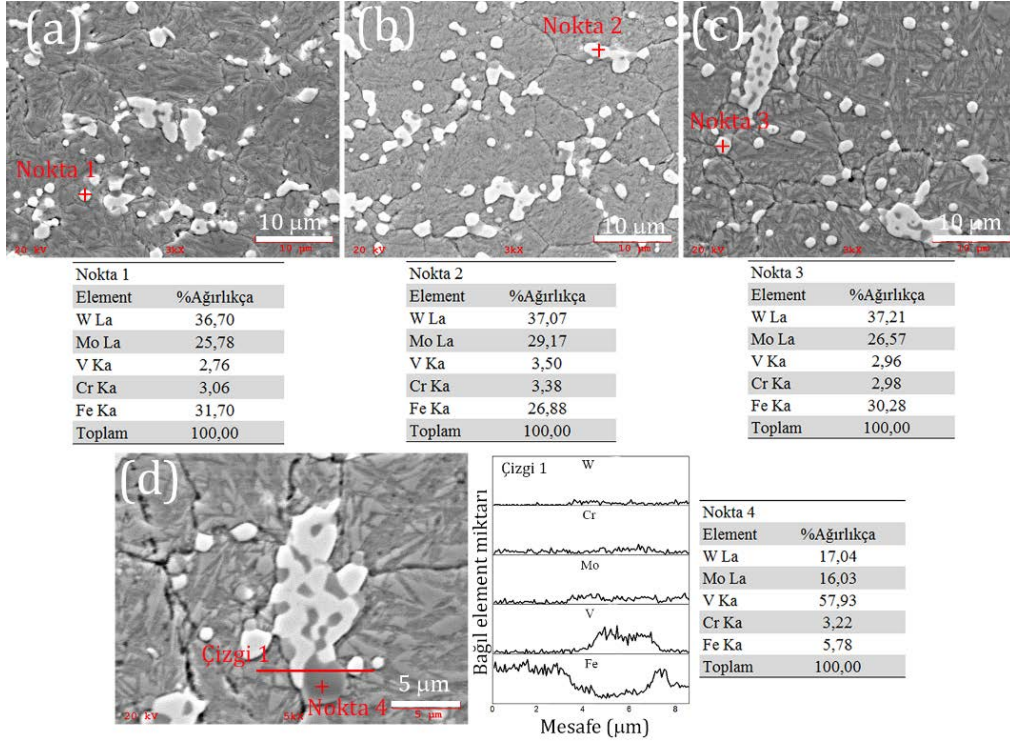 (a)
Nokta 1
10 μm
20 kV
3kX
10 μm
(b)
Nokta 2
10 μm
20 kV
3kX
10 μm
(c)
Nokta 3
10 μm
20 kV
3kX
10 μm
Nokta 1
Element %Ağırlıkça
W La 36,70
Mo La 25,78
V Ka 2,76
Cr Ka 3,06
Fe Ka 31,70
Toplam 100,00
Nokta 2
Element %Ağırlıkça
W La 37,07
Mo La 29,17
V Ka 3,50
Cr Ka 3,38
Fe Ka 26,88
Toplam 100,00
Nokta 3
Element %Ağırlıkça
W La 37,21
Mo La 26,57
V Ka 2,96
Cr Ka 2,98
Fe Ka 30,28
Toplam 100,00
(d)
Çizgi 1
Nokta 4
5 μm
20 kV
5kX
5 μm
Çizgi 1
W
Cr
Mo
V
Fe
Bağıl element miktarı
0 2 4 6 8
Mesafe (μm)
Nokta 4
Element %Ağırlıkça
W La 17,04
Mo La 16,03
V Ka 57,93
Cr Ka 3,22
Fe Ka 5,78
Toplam 100,00